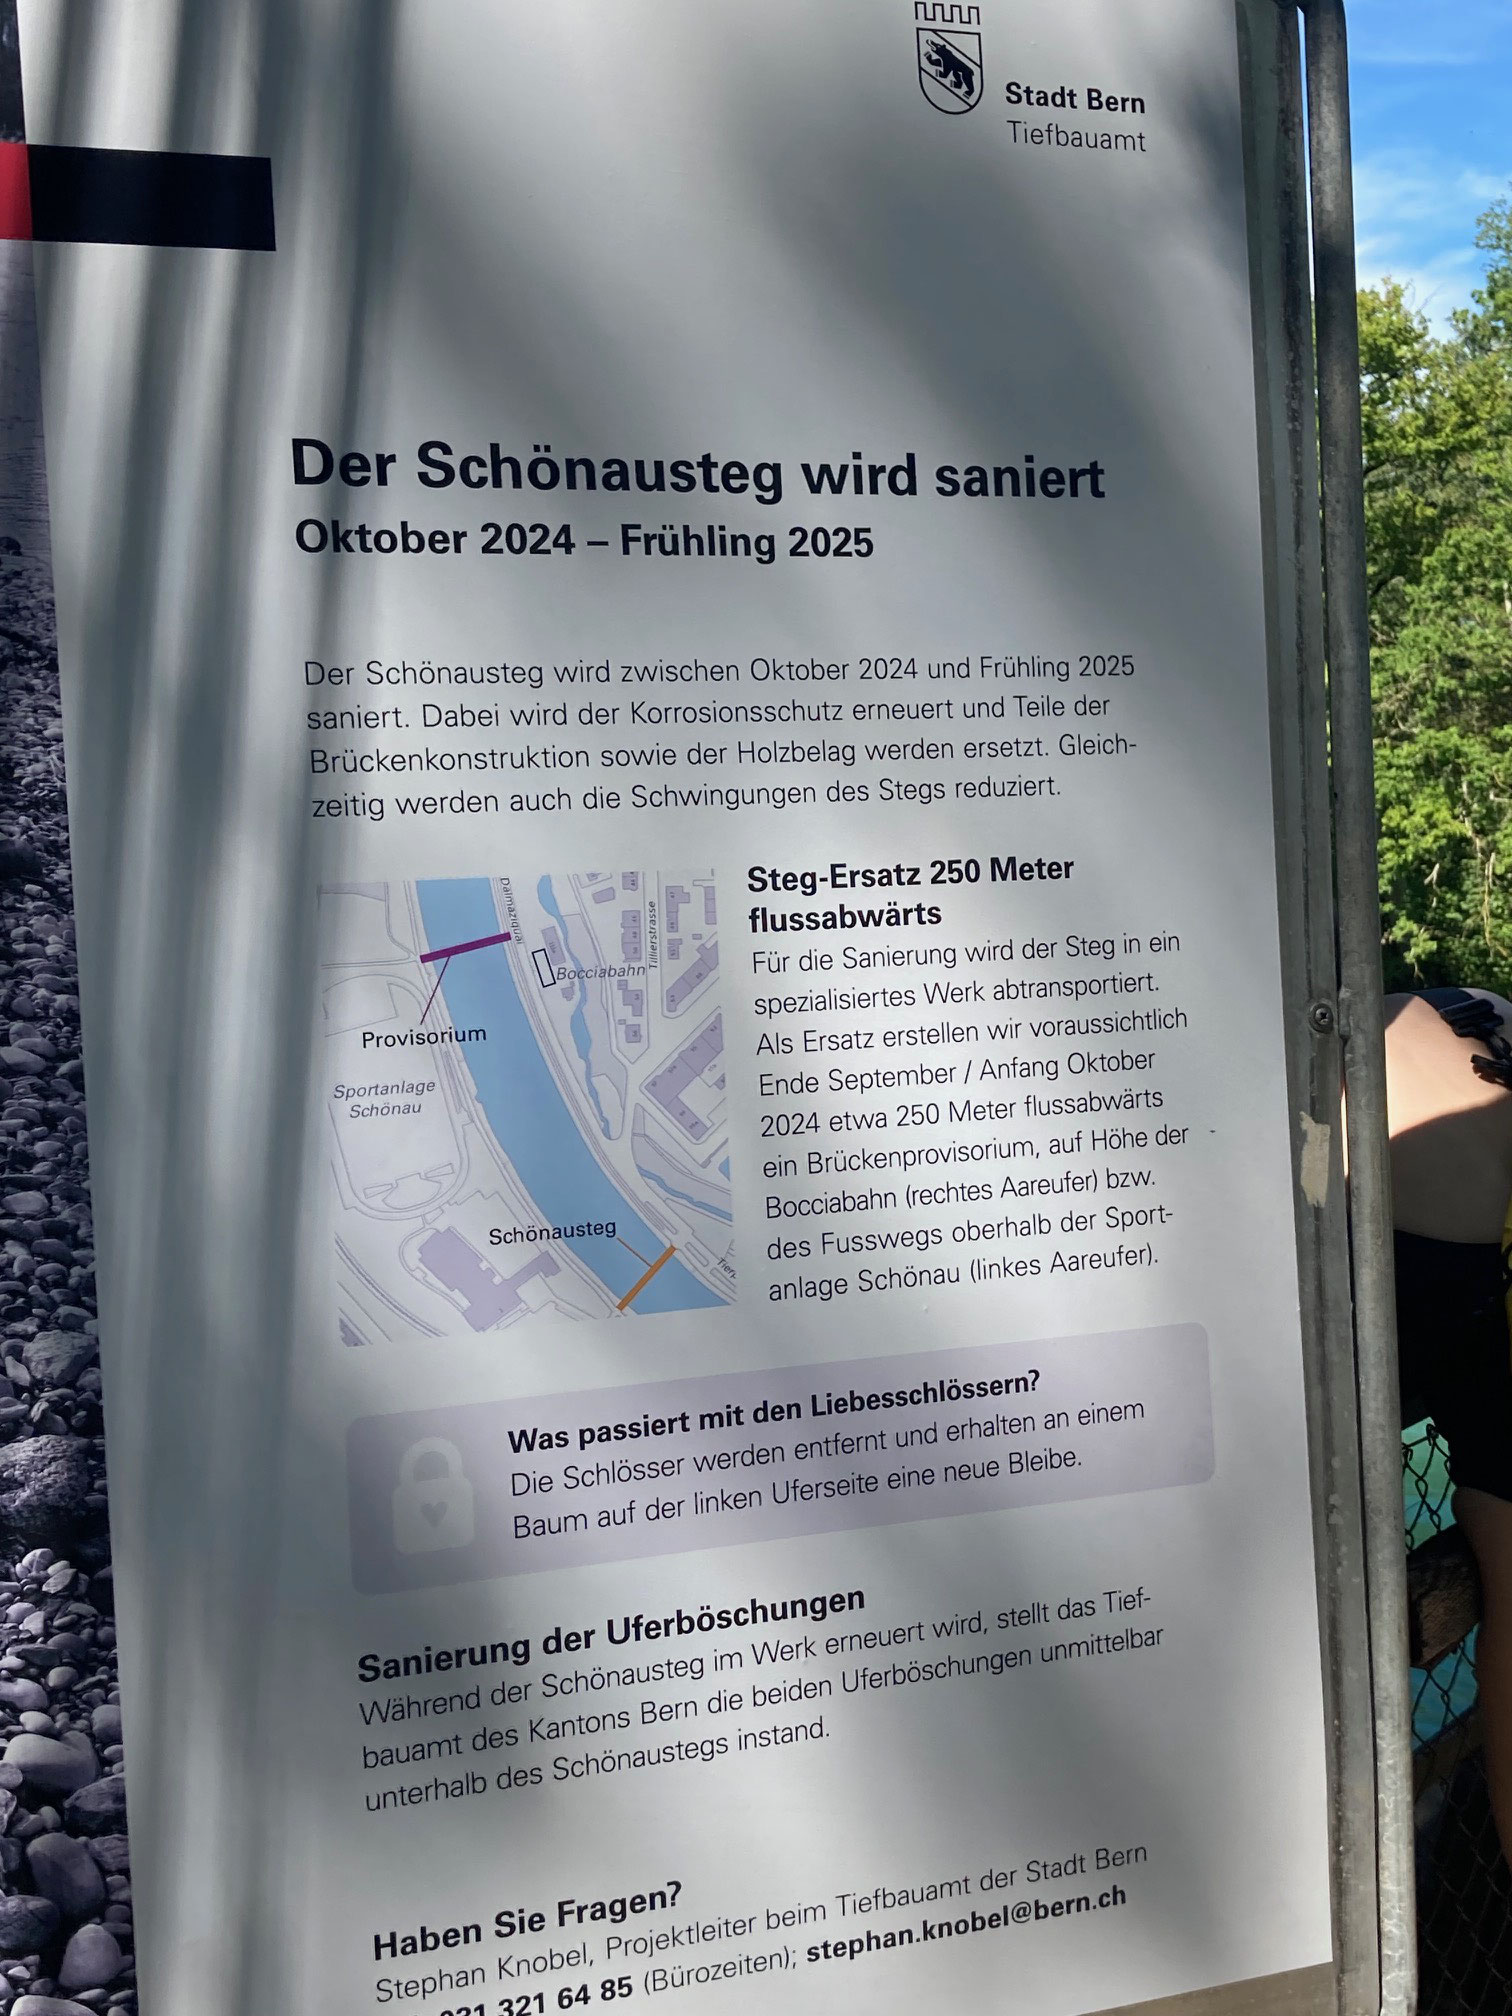 Stadt Bern
Tiefbauamt
Der Schönausteg wird saniert
Oktober 2024 – Frühling 2025
Der Schönausteg wird zwischen Oktober 2024 und Frühling 2025
saniert. Dabei wird der Korrosionsschutz erneuert und Teile der
Brückenkonstruktion sowie der Holzbelag werden ersetzt. Gleich-
zeitig werden auch die Schwingungen des Stegs reduziert.
Dalmaziquai
Tillierstrasse
Bocciabahn
Provisorium
Sportanlage
Schönau
Schönausteg
Steg-Ersatz 250 Meter
flussabwärts
Für die Sanierung wird der Steg in ein
spezialisiertes Werk abtransportiert.
Als Ersatz erstellen wir voraussichtlich
Ende September / Anfang Oktober
2024 etwa 250 Meter flussabwärts
ein Brückenprovisorium, auf Höhe der
Bocciabahn (rechtes Aareufer) bzw.
des Fusswegs oberhalb der Sport-
anlage Schönau (linkes Aareufer).
Was passiert mit den Liebesschlössern?
Die Schlösser werden entfernt und erhalten an einem
Baum auf der linken Uferseite eine neue Bleibe.
Sanierung der Uferböschungen
Während der Schönausteg im Werk erneuert wird, stellt das Tief-
bauamt des Kantons Bern die beiden Uferböschungen unmittelbar
unterhalb des Schönaustegs instand.
Haben Sie Fragen?
Stephan Knobel, Projektleiter beim Tiefbauamt der Stadt Bern
031 321 64 85 (Bürozeiten); stephan.knobel@bern.ch